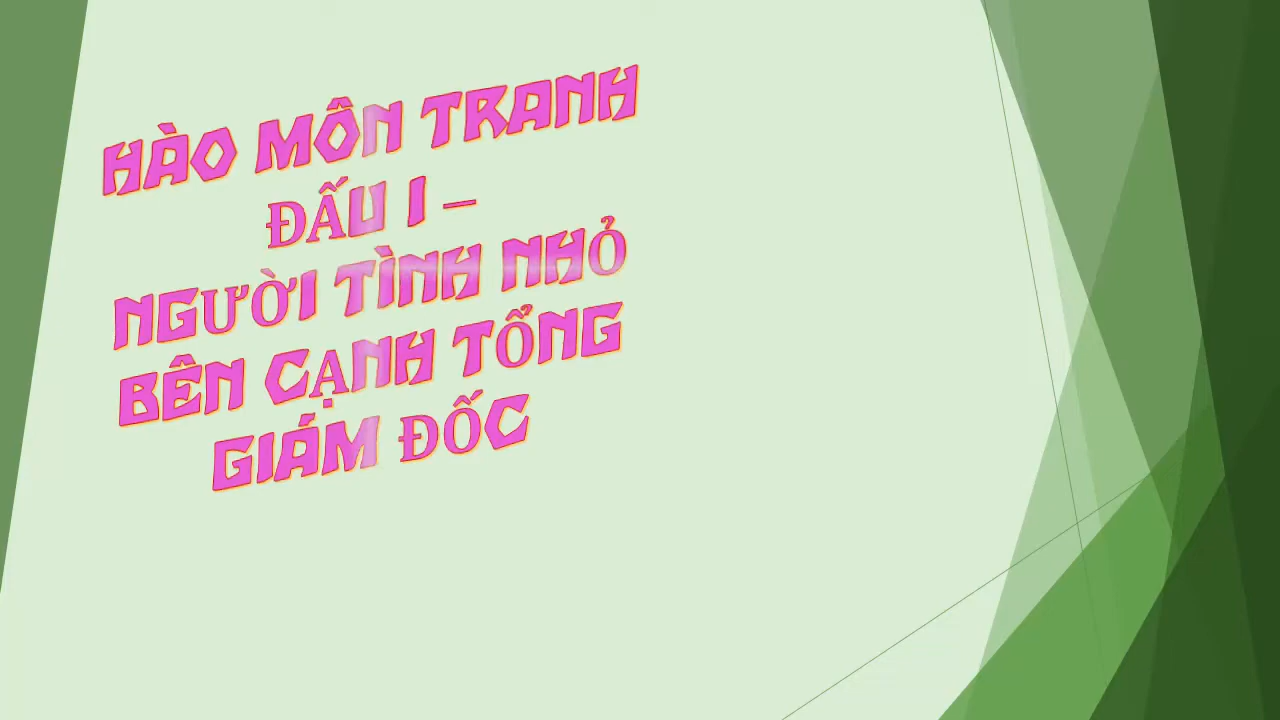 HÀO MÔN TRANH
ĐẤU I –
NGƯỜI TÌNH NHỎ
BÊN CẠNH TỔNG
GIÁM ĐỐC